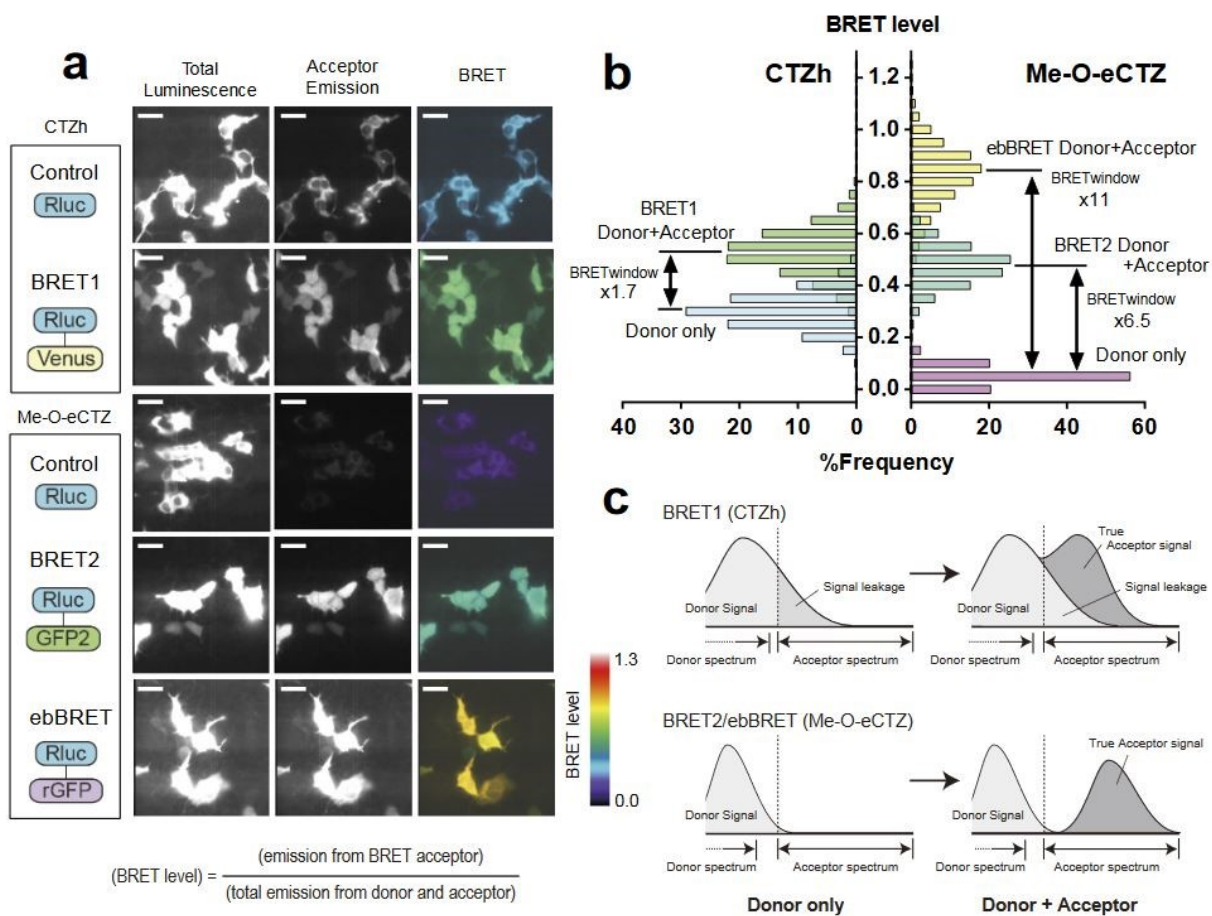 a
Total
Luminescence
Acceptor
Emission
BRET
CTZh
Control
Rluc
BRET1
Rluc
Venus
Me-O-eCTZ
Control
Rluc
BRET2
Rluc
GFP2
ebBRET
Rluc
rGFP
1.3
BRET level
0.0
(BRET level) =
(emission from BRET acceptor)
(total emission from donor and acceptor)
b
BRET level
CTZh
Me-O-eCTZ
1.2
1.0
0.8
0.6
0.4
0.2
0.0
BRET1
Donor+Acceptor
BRETwindow
x1.7
Donor only
ebBRET Donor+Acceptor
BRETwindow
x11
BRET2 Donor
+Acceptor
BRETwindow
x6.5
Donor only
40 30 20 10 0
0 20 40 60
%Frequency
c
BRET1 (CTZh)
Donor Signal
Signal leakage
Donor spectrum
Acceptor spectrum
True
Acceptor signal
Signal leakage
Donor Signal
Donor spectrum
Acceptor spectrum
BRET2/ebBRET (Me-O-eCTZ)
Donor Signal
Donor spectrum
Acceptor spectrum
True Acceptor signal
Donor Signal
Donor spectrum
Acceptor spectrum
Donor only
Donor + Acceptor